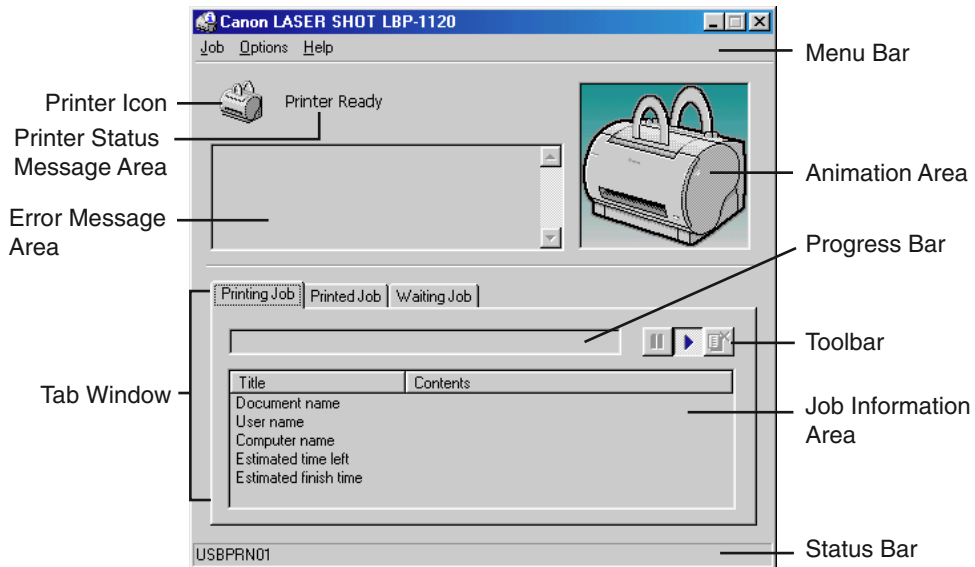 Canon LASER SHOT LBP-1120
Job Options Help
Menu Bar
Printer Icon
Printer Ready
Printer Status
Message Area
Animation Area
Error Message
Area
Progress Bar
Printing Job Printed Job Waiting Job
Toolbar
Tab Window
Title Contents
Document name
User name
Computer name
Estimated time left
Estimated finish time
Job Information
Area
USBPRN01
Status Bar